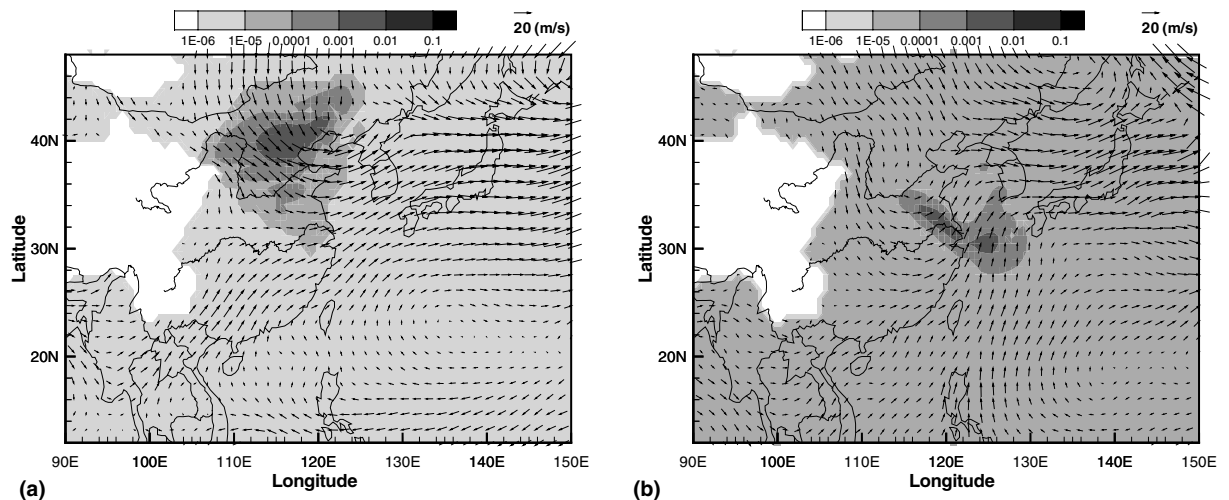 1E-06 1E-05 0.0001 0.001 0.01 0.1
20 (m/s)
40N
30N
20N
Latitude
90E 100E 110E 120E 130E 140E 150E
Longitude
(a)
1E-06 1E-05 0.0001 0.001 0.01 0.1
20 (m/s)
40N
30N
20N
Latitude
90E 100E 110E 120E 130E 140E 150E
Longitude
(b)